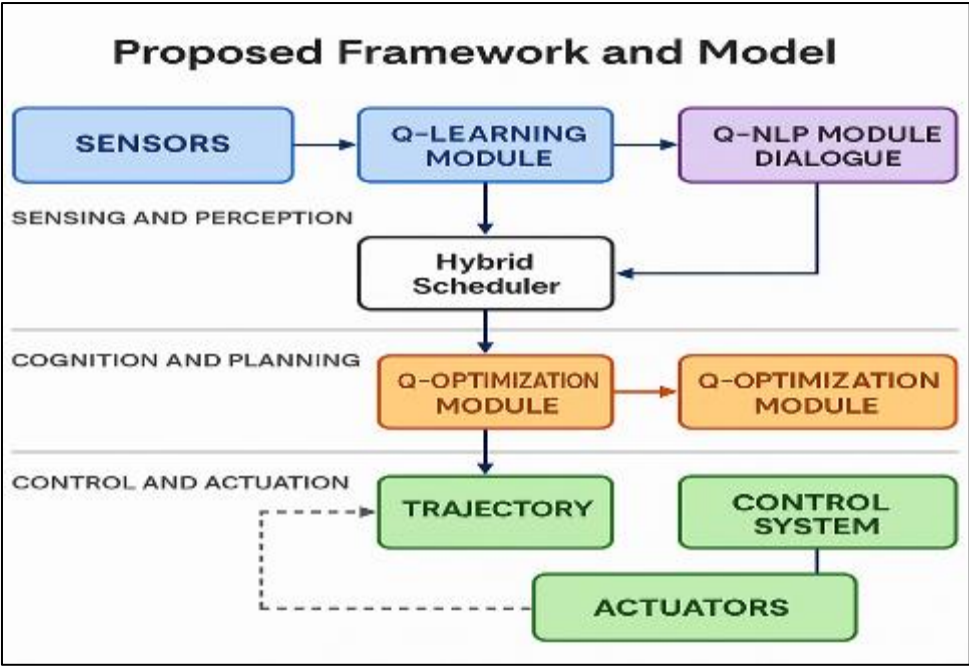 Proposed Framework and Model
SENSORS
Q-LEARNING
MODULE
Q-NLP MODULE
DIALOGUE
SENSING AND PERCEPTION
Hybrid
Scheduler
COGNITION AND PLANNING
Q-OPTIMIZATION
MODULE
Q-OPTIMIZATION
MODULE
CONTROL AND ACTUATION
TRAJECTORY
CONTROL
SYSTEM
ACTUATORS